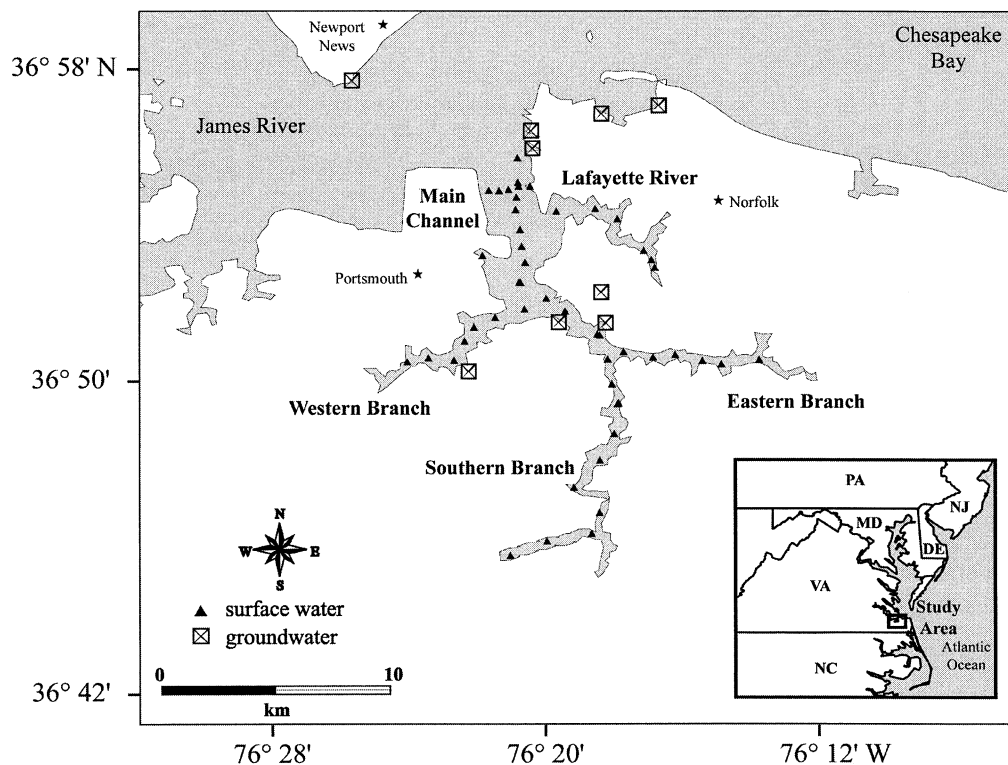 Newport
News
Chesapeake
Bay
36° 58' N
James River
Lafayette River
Main
Channel
Norfolk
Portsmouth
36° 50'
Western Branch
Eastern Branch
Southern Branch
PA
NJ
MD
DE
VA
Study
Area
Atlantic
Ocean
NC
N
W E
S
surface water
groundwater
0 10
km
36° 42'
76° 28' 76° 20' 76° 12' W